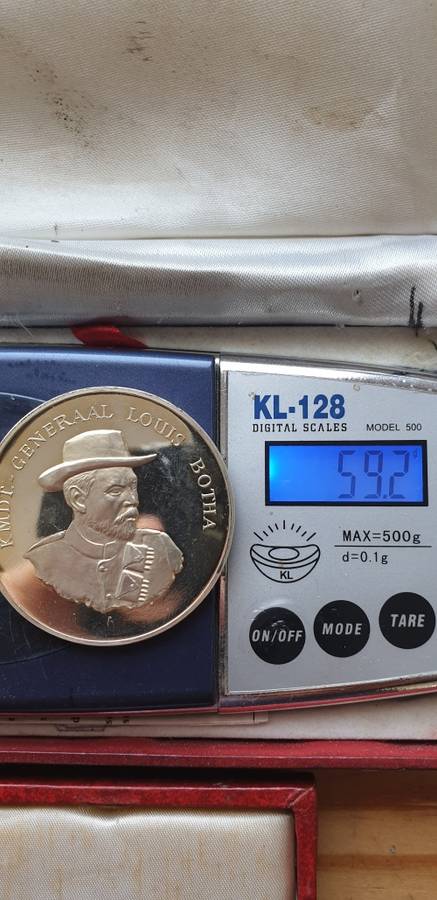 KMDT. GENERAAL LOUIS BOTHA
KL-128
DIGITAL SCALES MODEL 500
59.2
MAX=500g
d=0.1g
KL
ON/OFF
MODE
TARE